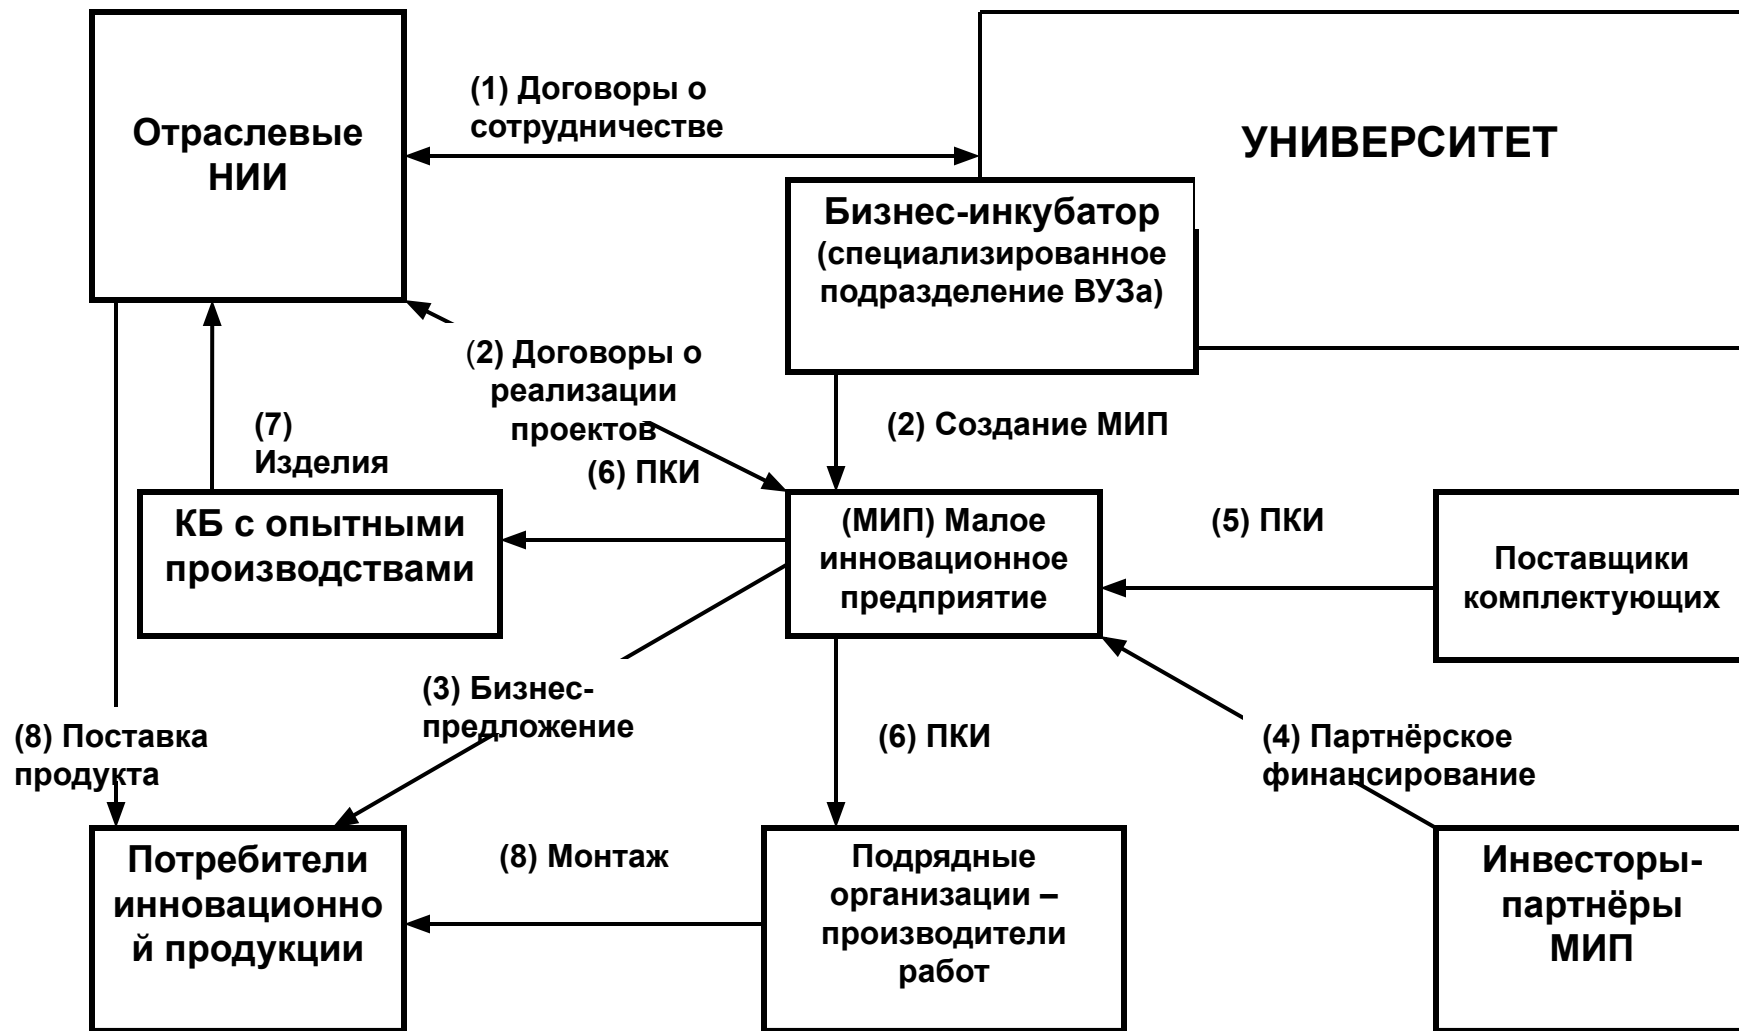 (1) Договоры о
сотрудничестве
Отраслевые
НИИ
УНИВЕРСИТЕТ
Бизнес-инкубатор
(специализированное
подразделение ВУЗа)
(2) Договоры о
реализации
проектов
(2) Создание МИП
(7)
Изделия
(6) ПКИ
КБ с опытными
производствами
(МИП) Малое
инновационное
предприятие
(5) ПКИ
Поставщики
комплектующих
(3) Бизнес-
предложение
(8) Поставка
продукта
(6) ПКИ
(4) Партнёрское
финансирование
Потребители
инновационно
й продукции
(8) Монтаж
Подрядные
организации –
производители
работ
Инвесторы-
партнёры
МИП